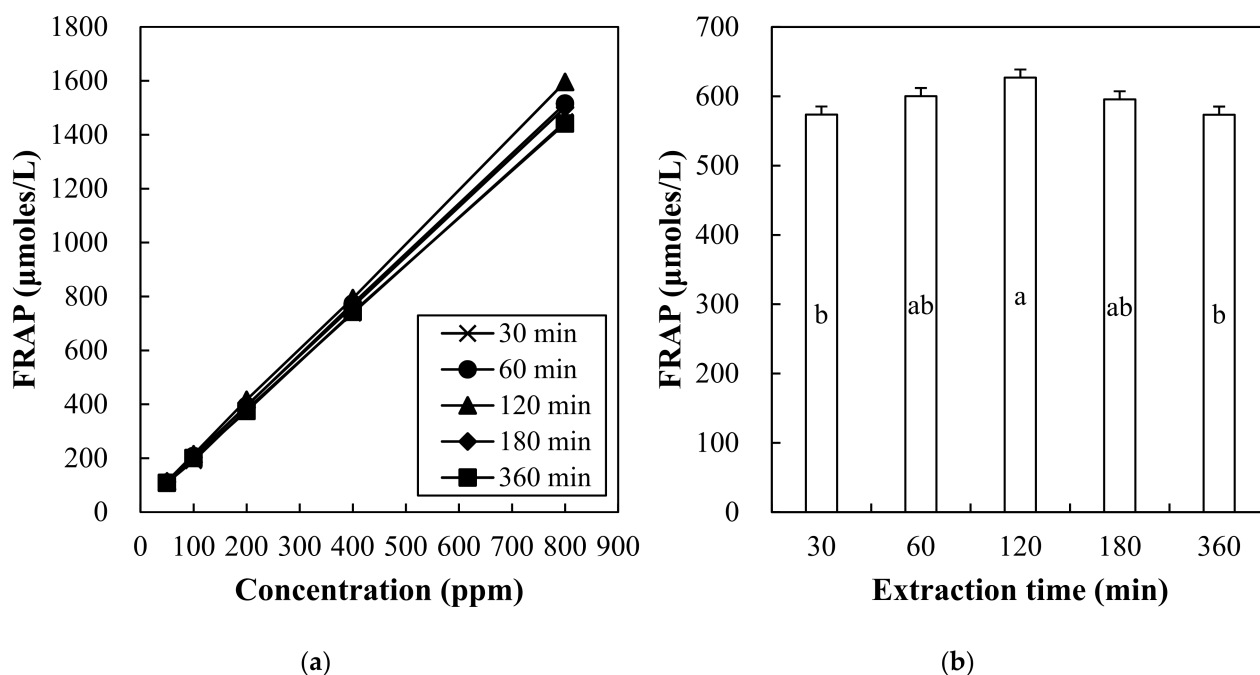 FRAP (µmoles/L)
1800
1600
1400
1200
1000
800
600
400
200
0
0 100 200 300 400 500 600 700 800 900
Concentration (ppm)
30 min
60 min
120 min
180 min
360 min
(a)
FRAP (µmoles/L)
700
600
500
400
300
200
100
0
b ab a ab b
30 60 120 180 360
Extraction time (min)
(b)